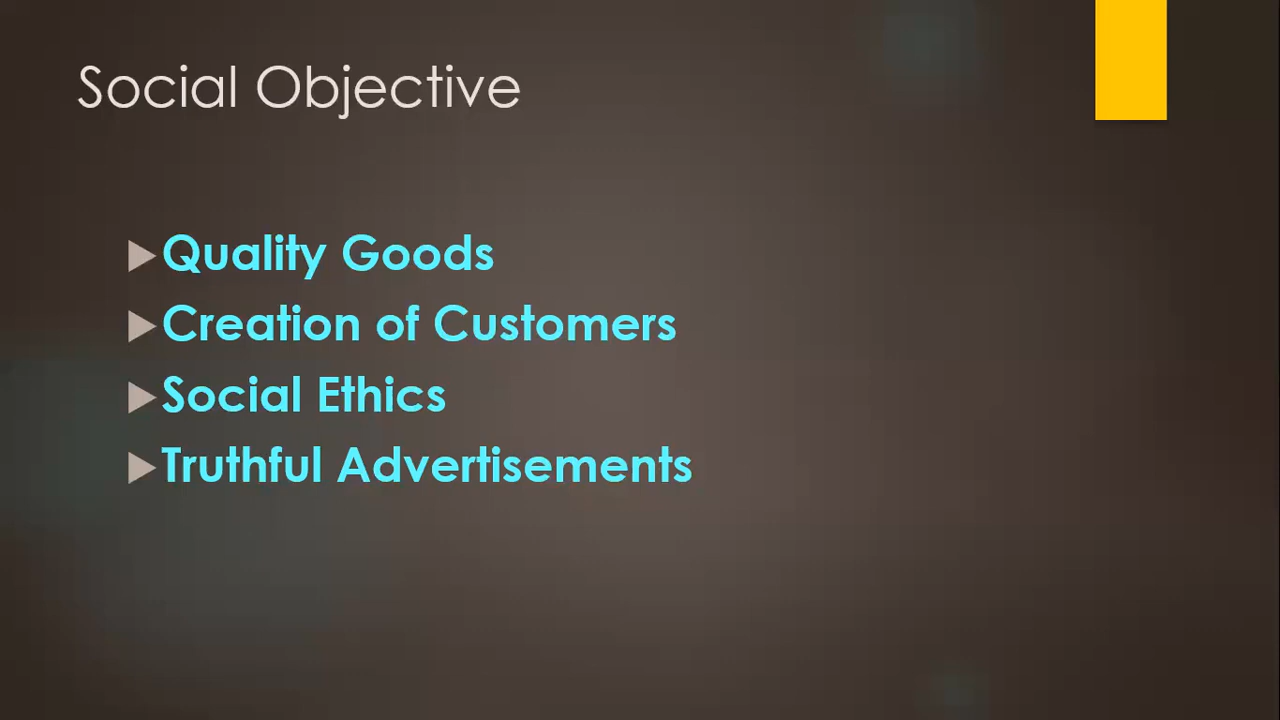 Social Objective
Quality Goods
Creation of Customers
Social Ethics
Truthful Advertisements